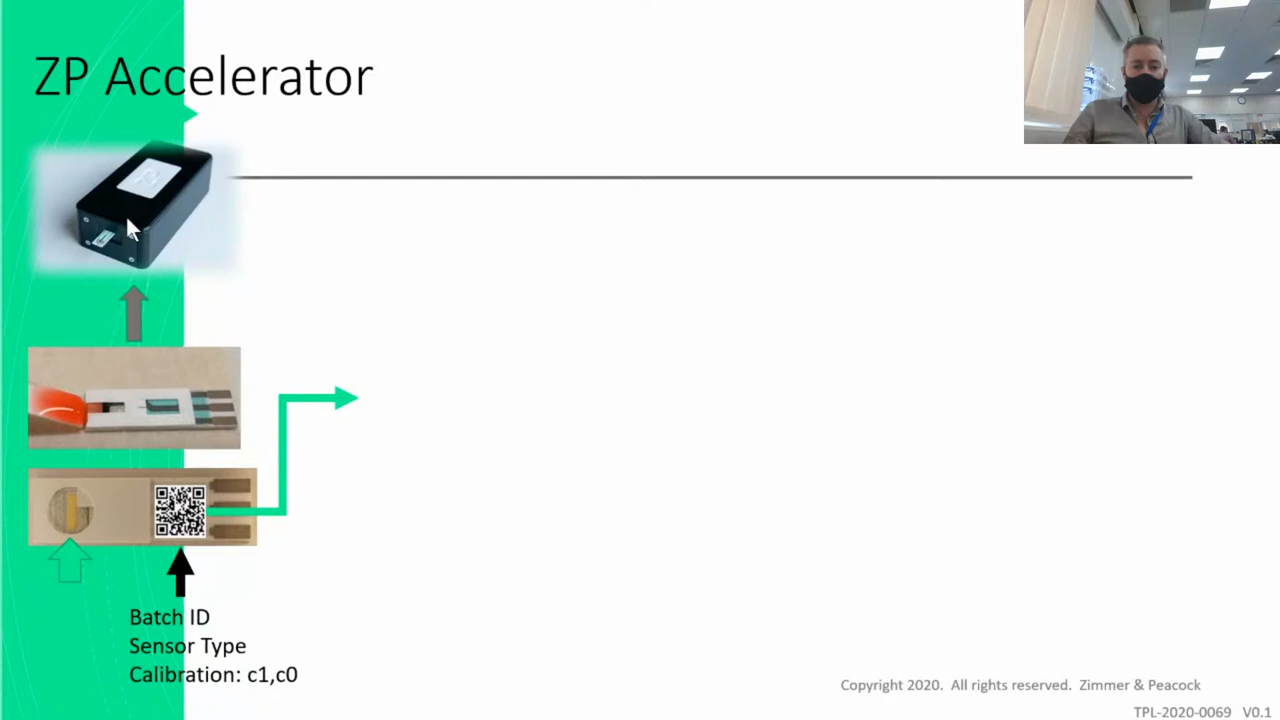 ZP Accelerator
Batch ID
Sensor Type
Calibration: c1,c0
Copyright 2020.  All rights reserved.  Zimmer & Peacock
TPL-2020-0069   V0.1